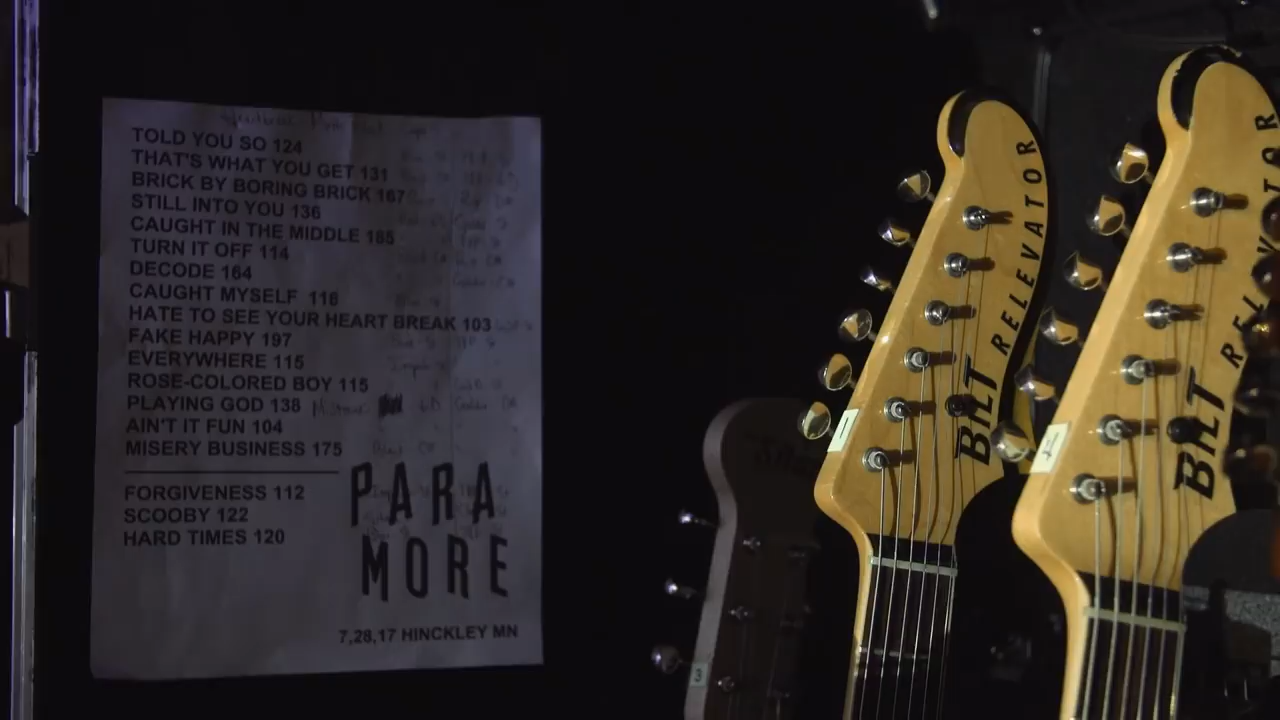 TOLD YOU SO 124
THAT'S WHAT YOU GET 131
BRICK BY BORING BRICK 167
STILL INTO YOU 136
CAUGHT IN THE MIDDLE 185
TURN IT OFF 114
DECODE 164
CAUGHT MYSELF 116
HATE TO SEE YOUR HEART BREAK 103
FAKE HAPPY 197
EVERYWHERE 115
ROSE-COLORED BOY 115
PLAYING GOD 138
AIN'T IT FUN 104
MISERY BUSINESS 175
FORGIVENESS 112
SCOOBY 122
HARD TIMES 120
PARA
MORE
7,28,17 HINCKLEY MN
BILT RELEVATOR
BILT RELEVATOR
3